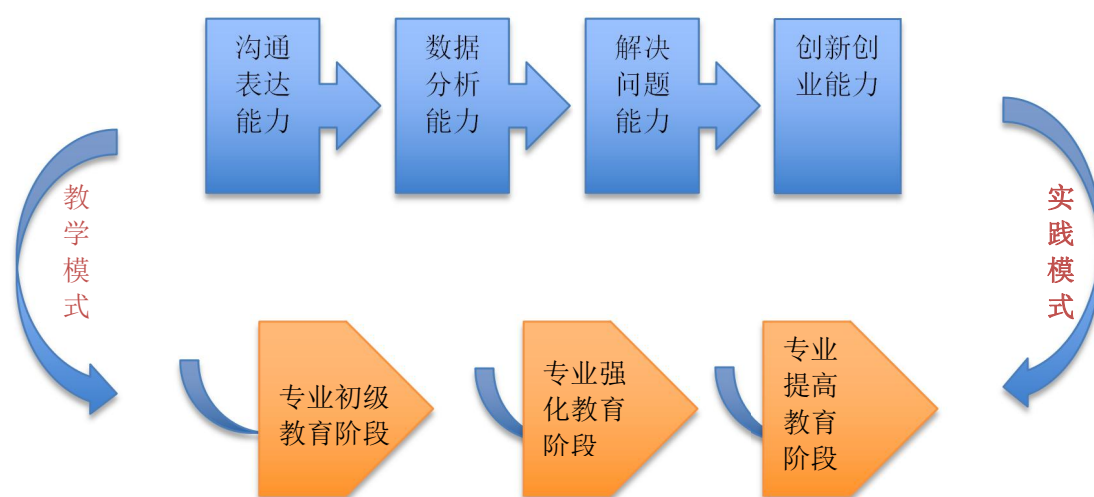 沟通
表达
能力
数据
分析
能力
解决
问题
能力
创新创
业能力
教
学
模
式
实
践
模
式
专业初级
教育阶段
专业强
化教育
阶段
专业
提高
教育
阶段